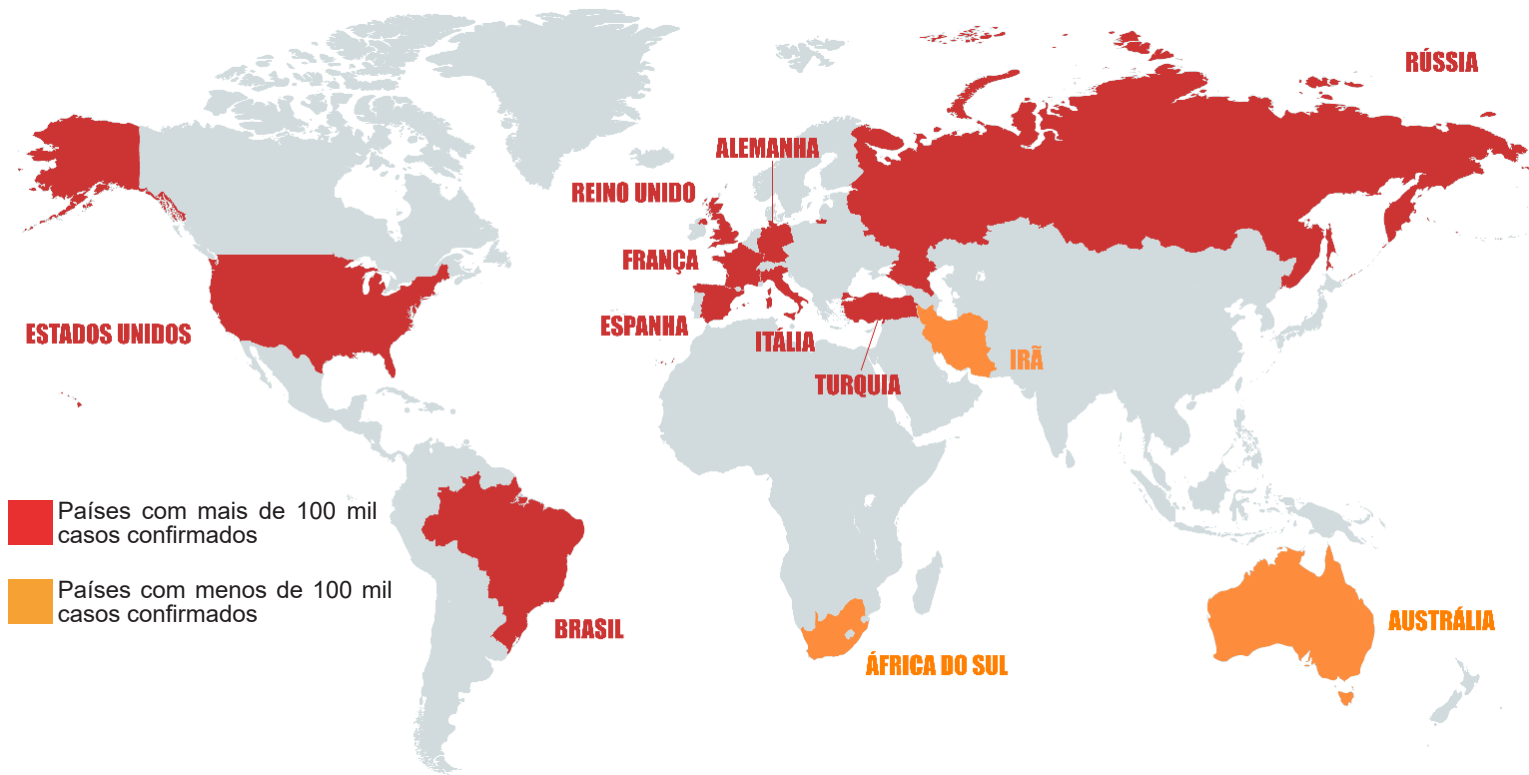 RÚSSIA
ALEMANHA
REINO UNIDO
FRANÇA
ESPANHA
ESTADOS UNIDOS
ITÁLIA
IRÃ
TURQUIA
Países com mais de 100 mil
casos confirmados
Países com menos de 100 mil
casos confirmados
BRASIL
AUSTRÁLIA
ÁFRICA DO SUL